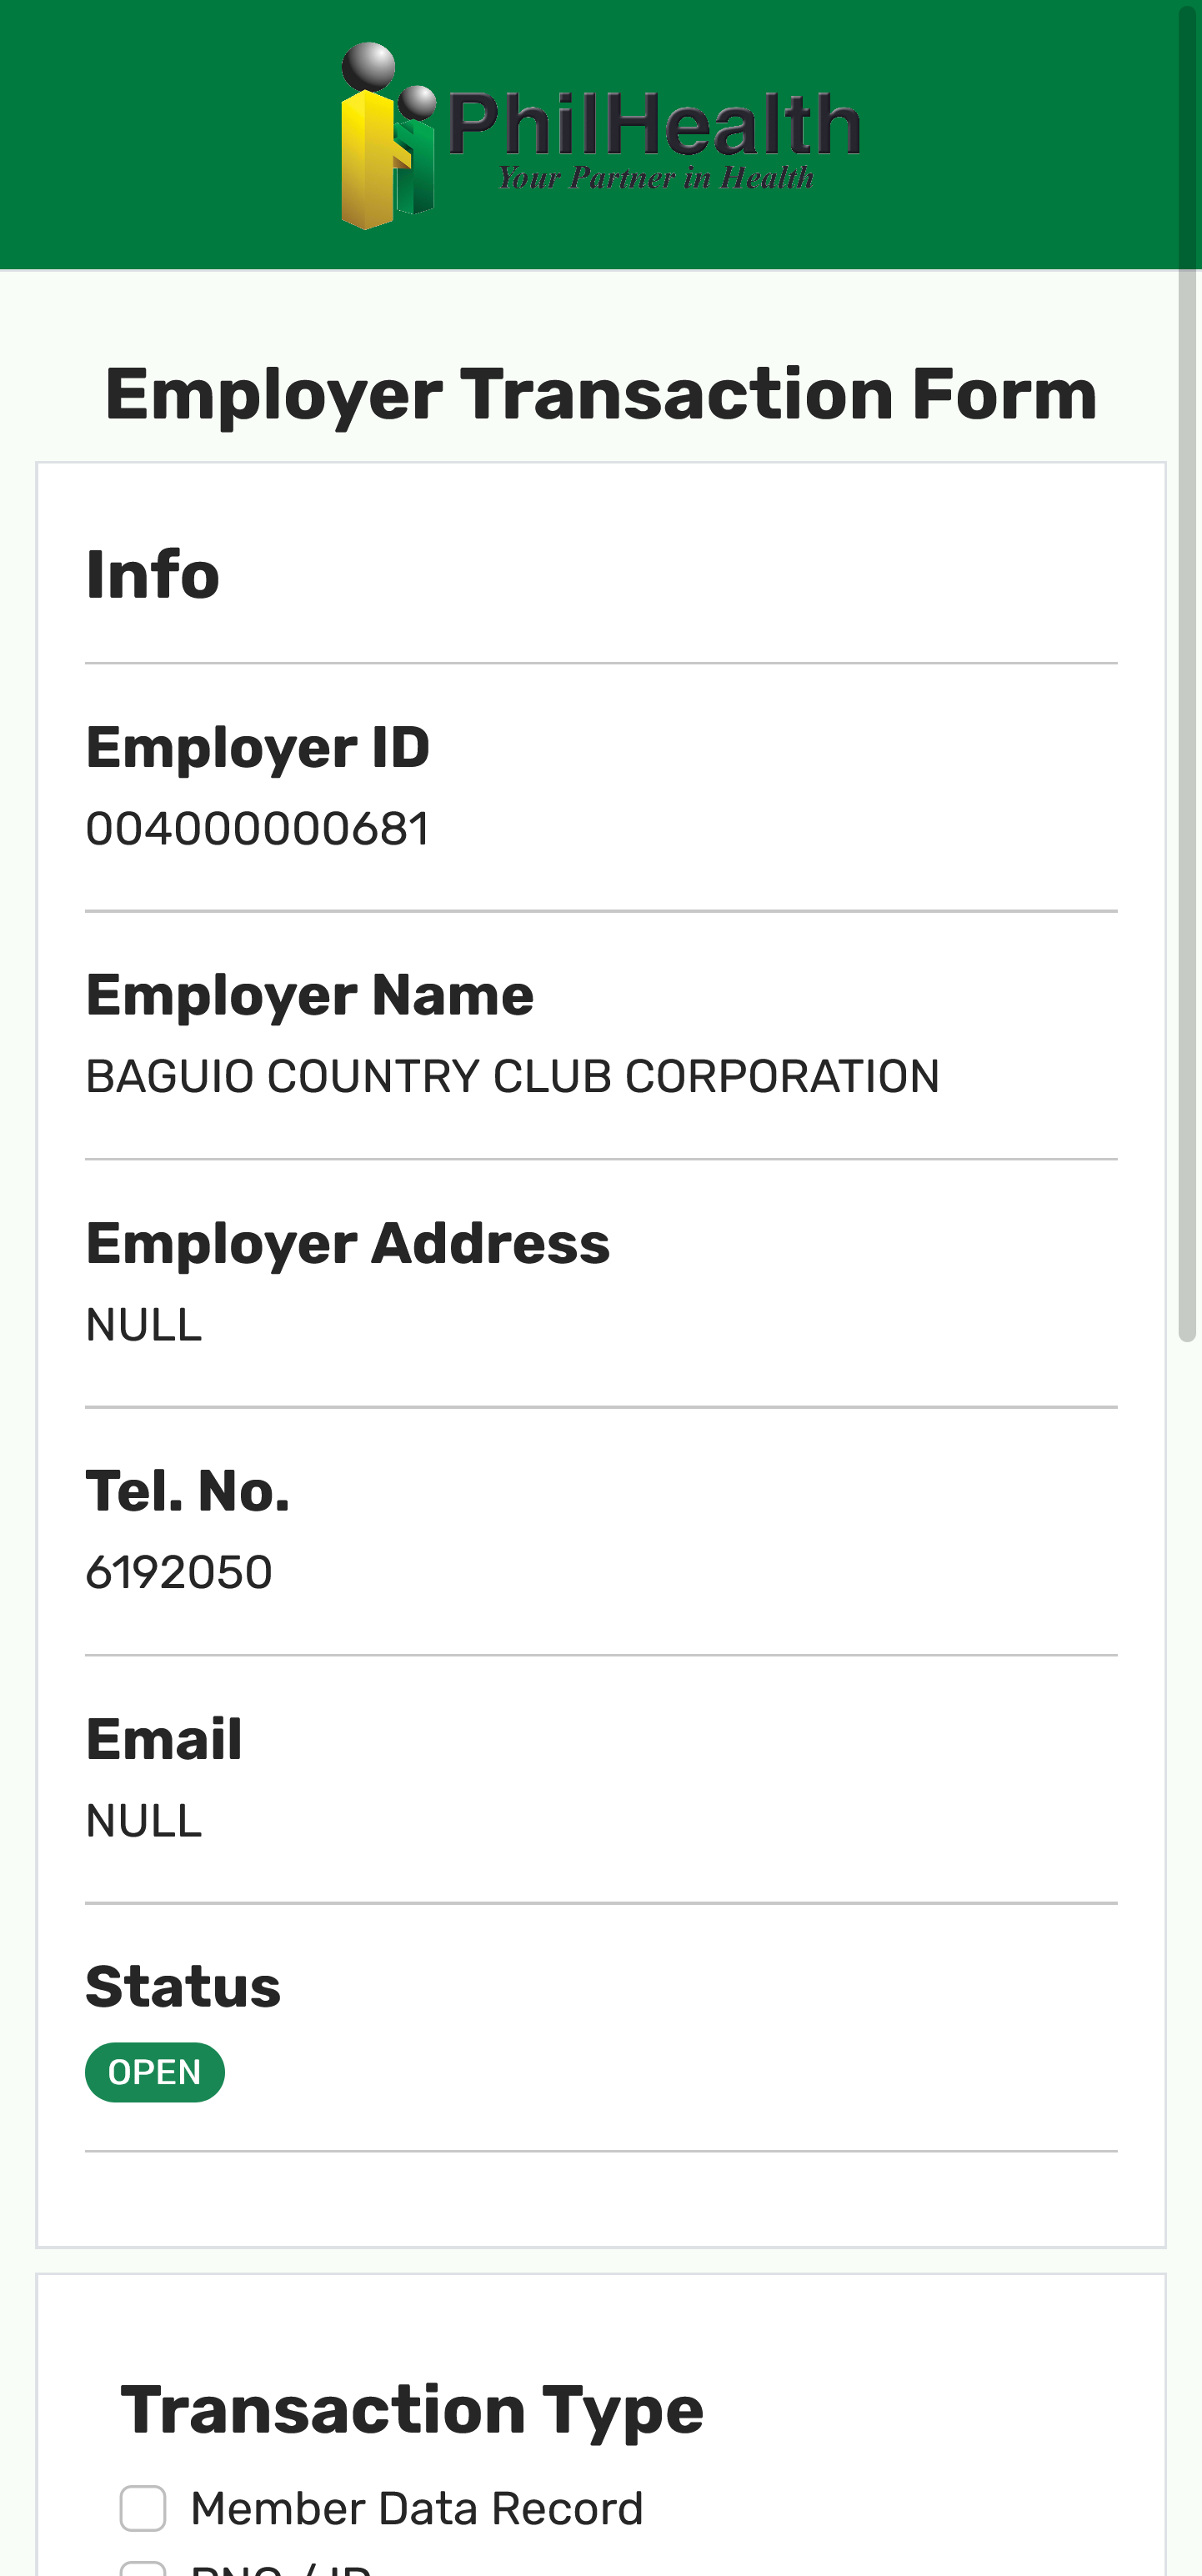 PhilHealth
Your Partner in Health
Employer Transaction Form
Info
Employer ID
004000000681
Employer Name
BAGUIO COUNTRY CLUB CORPORATION
Employer Address
NULL
Tel. No.
6192050
Email
NULL
Status
OPEN
Transaction Type
Member Data Record